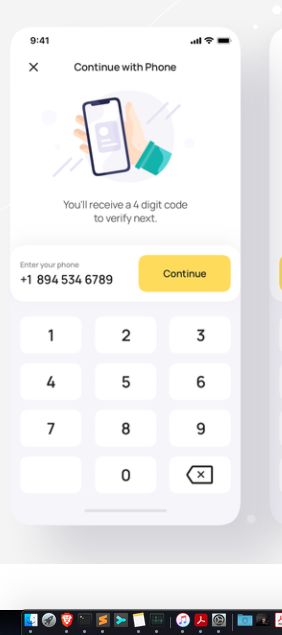 9:41
Continue with Phone
You'll receive a 4 digit code
to verify next.
Enter your phone
+1 894 534 6789
Continue
1 2 3
4 5 6
7 8 9
0